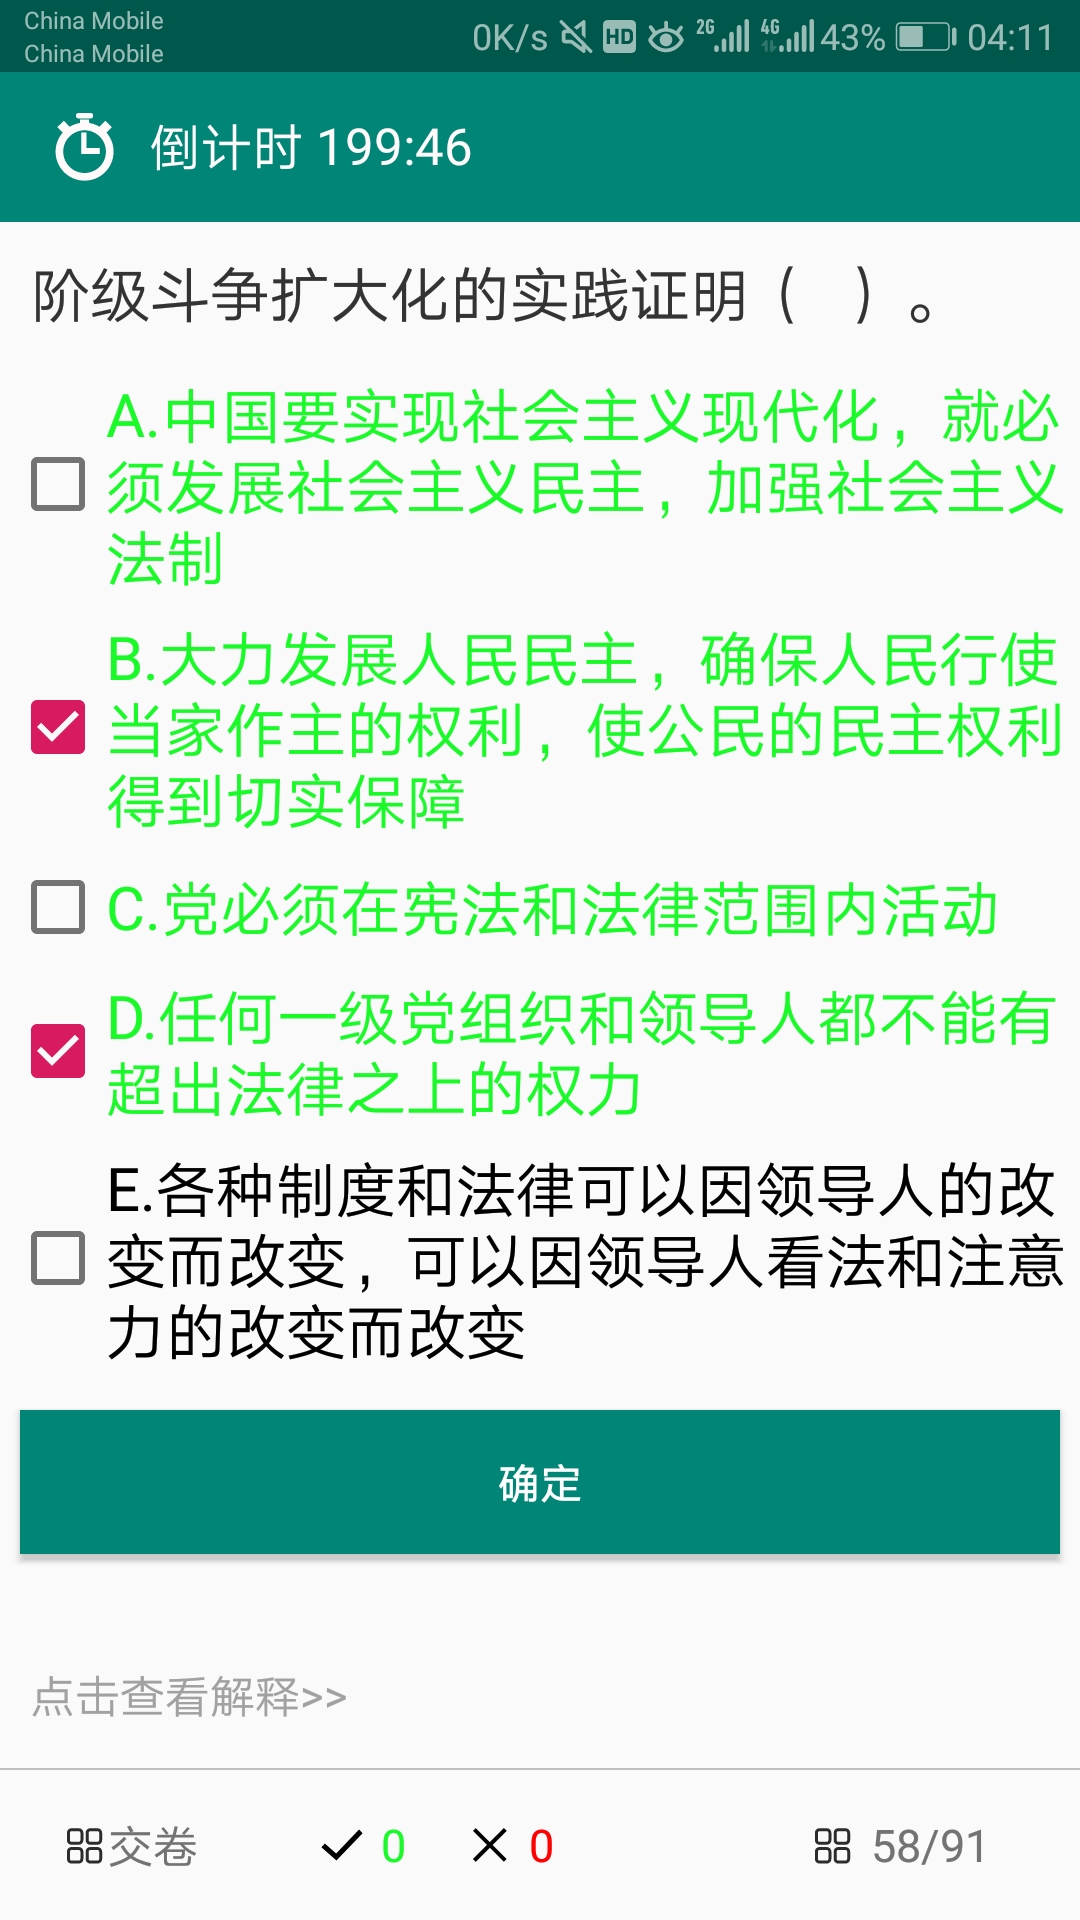 China Mobile
China Mobile
0K/s HD 2G 4G 43% 04:11
倒计时 199:46
阶级斗争扩大化的实践证明（ ）。
A.中国要实现社会主义现代化，就必
须发展社会主义民主，加强社会主义
法制
B.大力发展人民民主，确保人民行使
当家作主的权利，使公民的民主权利
得到切实保障
C.党必须在宪法和法律范围内活动
D.任何一级党组织和领导人都不能有
超出法律之上的权力
E.各种制度和法律可以因领导人的改
变而改变，可以因领导人看法和注意
力的改变而改变
确定
点击查看解释>>
交卷 0 0 58/91